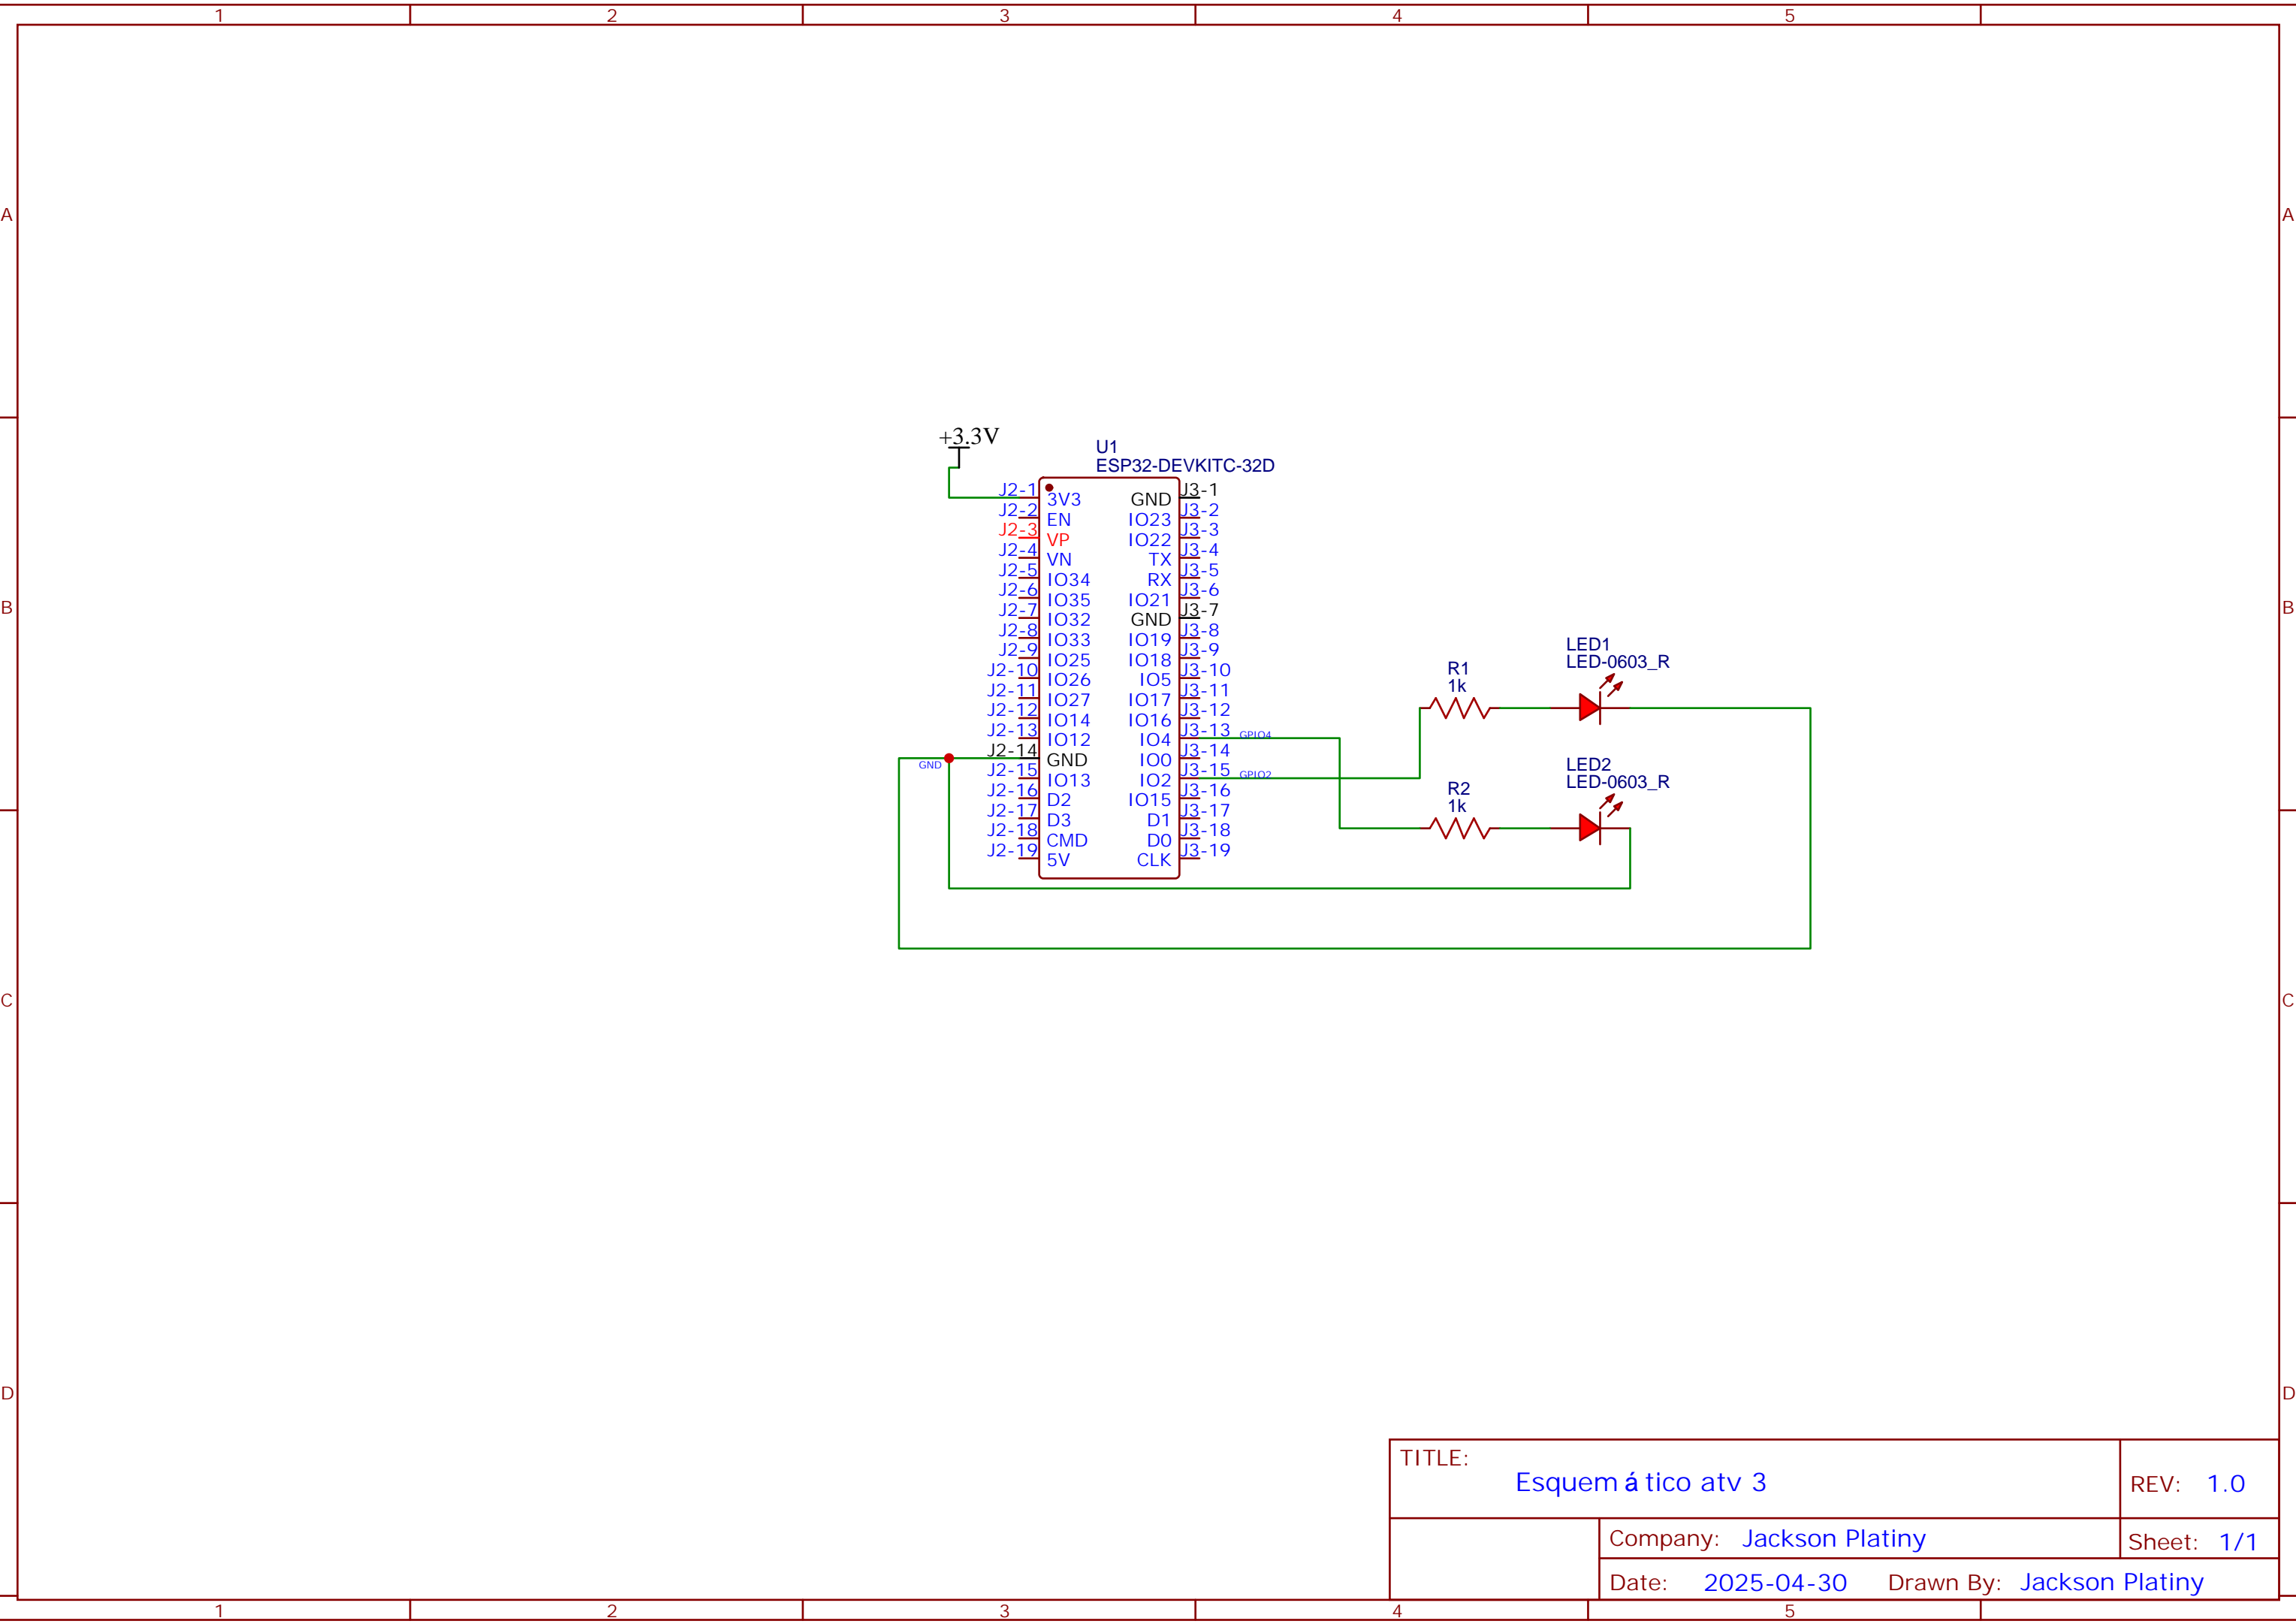 1 2 3 4 5
A A
+3.3V
U1
ESP32-DEVKITC-32D
J2-1 3V3 GND J3-1
J2-2 EN IO23 J3-2
J2-3 VP IO22 J3-3
J2-4 VN TX J3-4
J2-5 IO34 RX J3-5
J2-6 IO35 IO21 J3-6
B B
J2-7 IO32 GND J3-7
J2-8 IO33 IO19 J3-8
J2-9 IO25 IO18 J3-9
J2-10 IO26 IO5 J3-10
J2-11 IO27 IO17 J3-11
J2-12 IO14 IO16 J3-12
J2-13 IO12 IO4 J3-13 GPIO4
J2-14 GND IO0 J3-14
GND
J2-15 IO13 IO2 J3-15 GPIO2
J2-16 D2 IO15 J3-16
J2-17 D3 D1 J3-17
J2-18 CMD D0 J3-18
J2-19 5V CLK J3-19
R1
1k
LED1
LED-0603_R
R2
1k
LED2
LED-0603_R
C C
D D
TITLE:
Esquemático atv 3
REV: 1.0
Company: Jackson Platiny
Sheet: 1/1
Date: 2025-04-30 Drawn By: Jackson Platiny
1 2 3 4 5